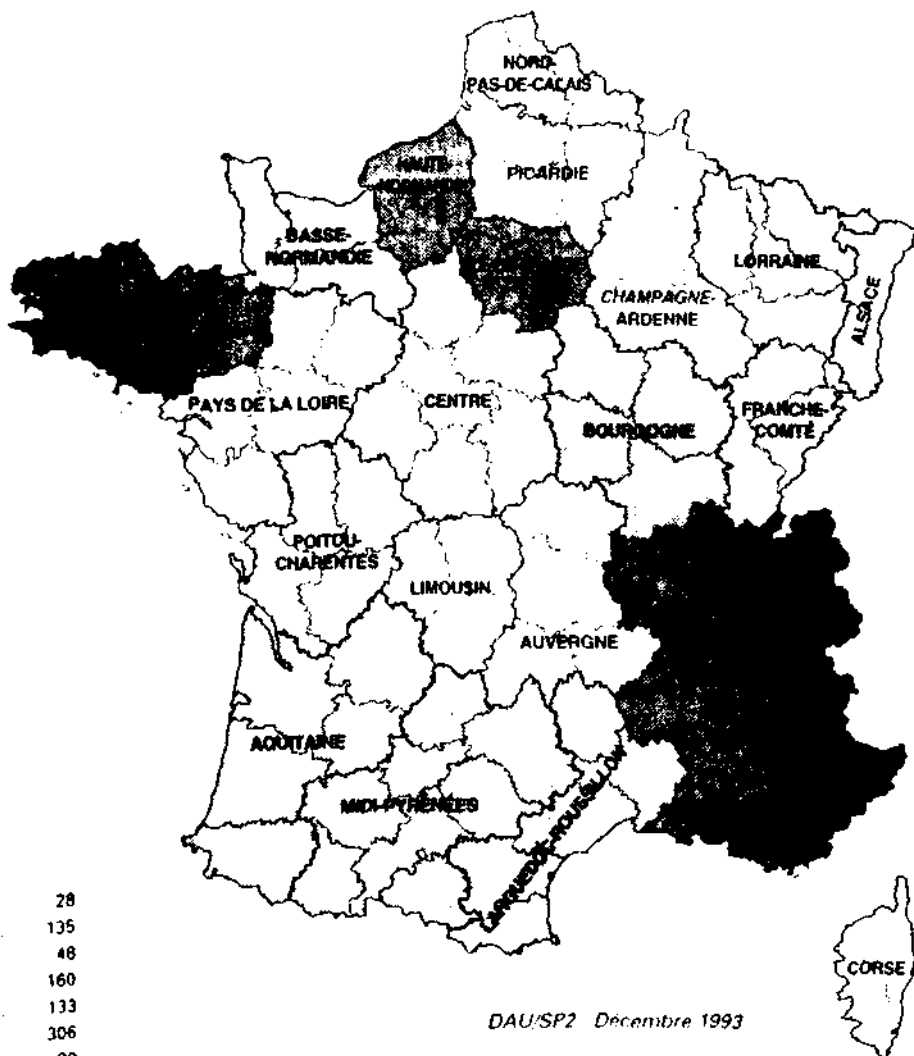 NORD-
PAS-DE-CALAIS
HAUTE-
NORMANDIE
PICARDIE
BASSE-
NORMANDIE
LORRAINE
CHAMPAGNE-
ARDENNE
ALSACE
PAYS DE LA LOIRE
CENTRE
BOURGOGNE
FRANCHE-
COMTÉ
POITOU-
CHARENTES
LIMOUSIN
AUVERGNE
AQUITAINE
MIDI-PYRÉNÉES
LANGUEDOC-ROUSSILLON
CORSE
28
135
48
160
133
306
DAU/SP2 Décembre 1993